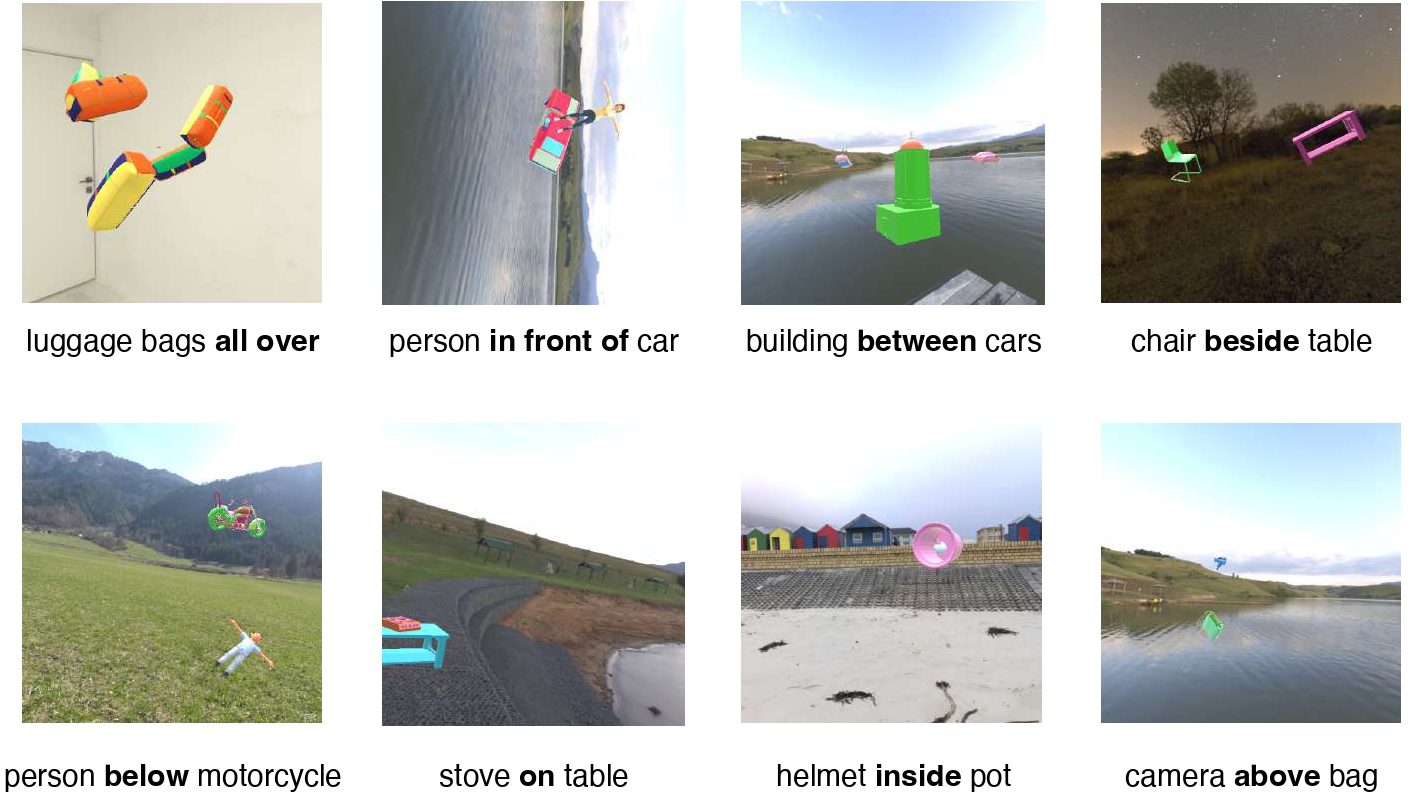 luggage bags all over
person in front of car
building between cars
chair beside table
person below motorcycle
stove on table
helmet inside pot
camera above bag